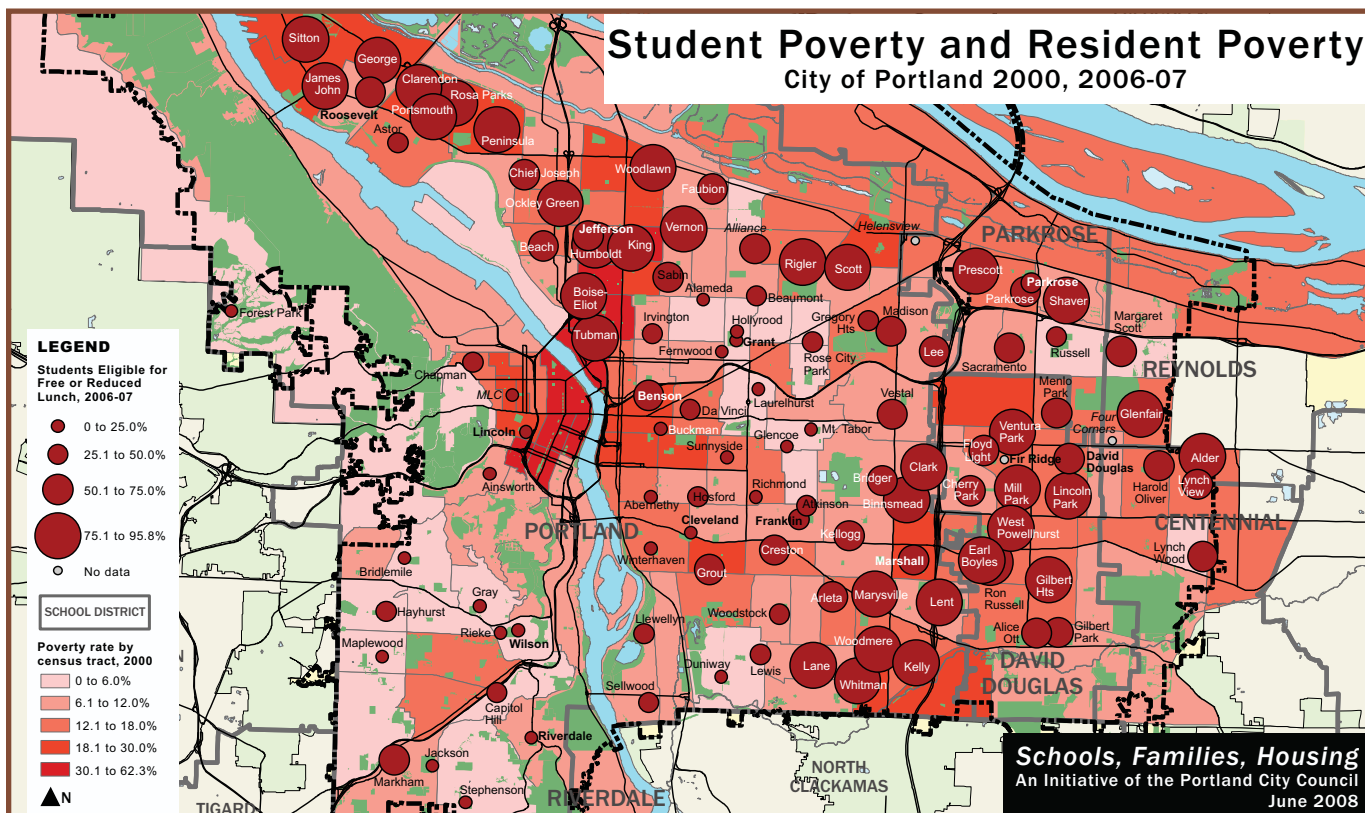 Student Poverty and Resident Poverty
City of Portland 2000, 2006-07
Sitton
George
James
John
Clarendon
Rosa Parks
Roosevelt
Portsmouth
Astor
Peninsula
Chief Joseph
Woodlawn
Faubion
Ockley Green
Jefferson
Vernon
Alliance
Helensview
PARKROSE
Beach
Humboldt
King
Rigler
Scott
Prescott
Sabin
Alameda
Parkrose
Parkrose
Shaver
Boise
Eliot
Beaumont
Forest Park
Irvington
Hollyrood
Gregory
Hts
Madison
Margaret
Scott
Tubman
Grant
Fernwood
Rose City
Park
Lee
Sacramento
Russell
REYNOLDS
Chapman
MLC
Benson
Laurelhurst
Vestal
Menlo
Park
Da Vinci
Four
Corners
Glenfair
Lincoln
Buckman
Glencoe
Mt. Tabor
Ventura
Park
Sunnyside
Floyd
Light
Fir Ridge
David
Douglas
Alder
Ainsworth
Clark
Bridger
Cherry
Park
Mill
Park
Lincoln
Park
Harold
Oliver
Lynch
View
Abernethy
Hosford
Richmond
Atkinson
Binnsmead
PORTLAND
Cleveland
Franklin
West
Powellhurst
CENTENNIAL
Kellogg
Winterhaven
Creston
Marshall
Earl
Boyles
Lynch
Wood
Bridlemile
Grout
Gray
Ron
Russell
Gilbert
Hts
Hayhurst
Arleta
Marysville
Lent
Woodstock
Llewellyn
Rieke
Wilson
Alice
Ott
Gilbert
Park
Maplewood
Woodmere
Duniway
Lewis
Lane
Kelly
DAVID
DOUGLAS
Whitman
Sellwood
Capitol
Hill
Riverdale
Jackson
Markham
Stephenson
RIVERDALE
NORTH
CLACKAMAS
TIGARD
LEGEND
Students Eligible for
Free or Reduced
Lunch, 2006-07
0 to 25.0%
25.1 to 50.0%
50.1 to 75.0%
75.1 to 95.8%
No data
SCHOOL DISTRICT
Poverty rate by
census tract, 2000
0 to 6.0%
6.1 to 12.0%
12.1 to 18.0%
18.1 to 30.0%
30.1 to 62.3%
N
Schools, Families, Housing
An Initiative of the Portland City Council
June 2008